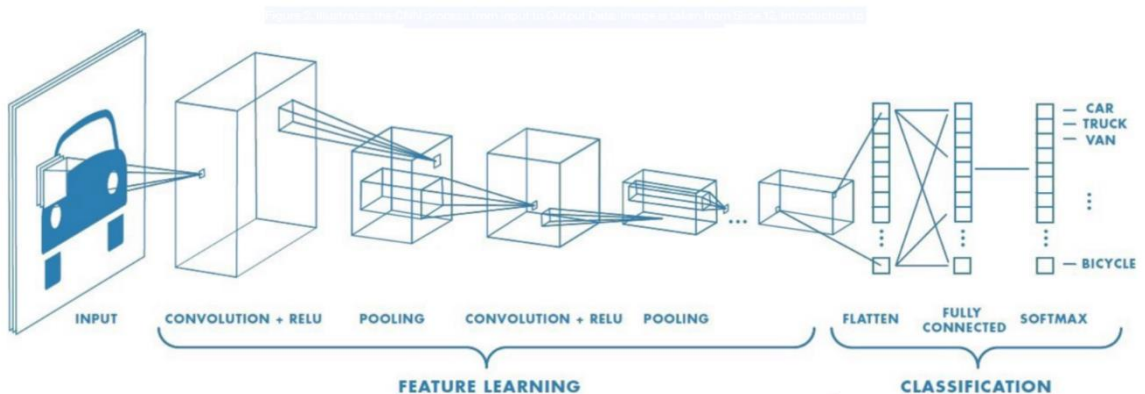 CAR
TRUCK
VAN
BICYCLE
INPUT
CONVOLUTION + RELU
POOLING
CONVOLUTION + RELU
POOLING
FLATTEN
FULLY
CONNECTED
SOFTMAX
FEATURE LEARNING
CLASSIFICATION